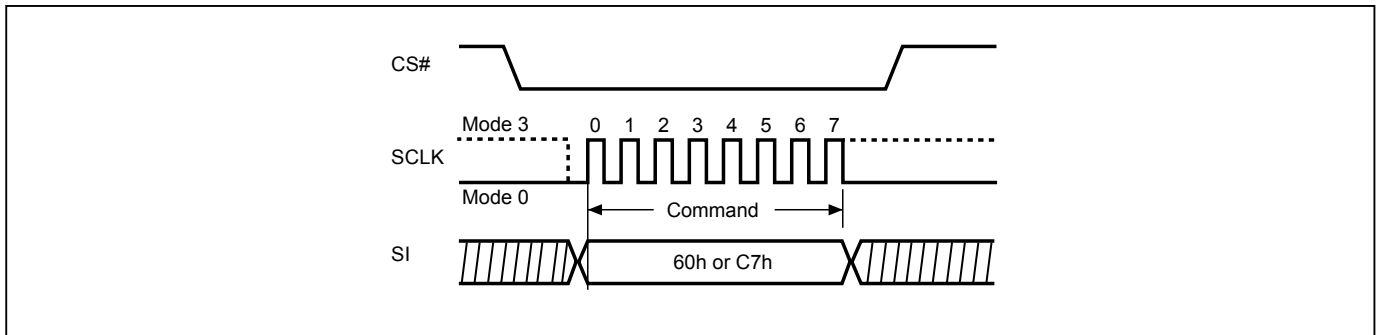 CS#
Mode 3
0 1 2 3 4 5 6 7
SCLK
Mode 0
Command
SI
60h or C7h